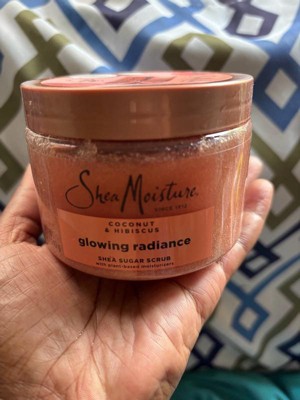 SheaMoisture
SINCE 1912
COCONUT
& HIBISCUS
glowing radiance
SHEA SUGAR SCRUB
with plant-based moisturizers